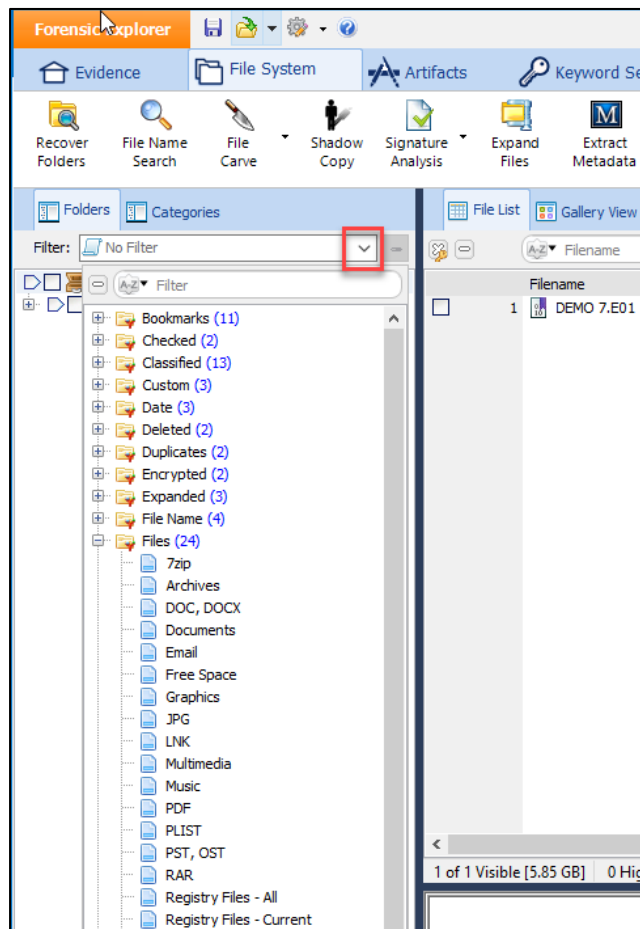 Forensic Explorer
Evidence
File System
Artifacts
Keyword Se
Recover Folders
File Name Search
File Carve
Shadow Copy
Signature Analysis
Expand Files
Extract Metadata
Folders
Categories
File List
Gallery View
Filter:
No Filter
A-Z
Filename
A-Z
Filter
Filename
1
DEMO 7.E01
Bookmarks (11)
Checked (2)
Classified (13)
Custom (3)
Date (3)
Deleted (2)
Duplicates (2)
Encrypted (2)
Expanded (3)
File Name (4)
Files (24)
7zip
Archives
DOC, DOCX
Documents
Email
Free Space
Graphics
JPG
LNK
Multimedia
Music
PDF
PLIST
PST, OST
RAR
Registry Files - All
Registry Files - Current
1 of 1 Visible [5.85 GB]
0 Hig